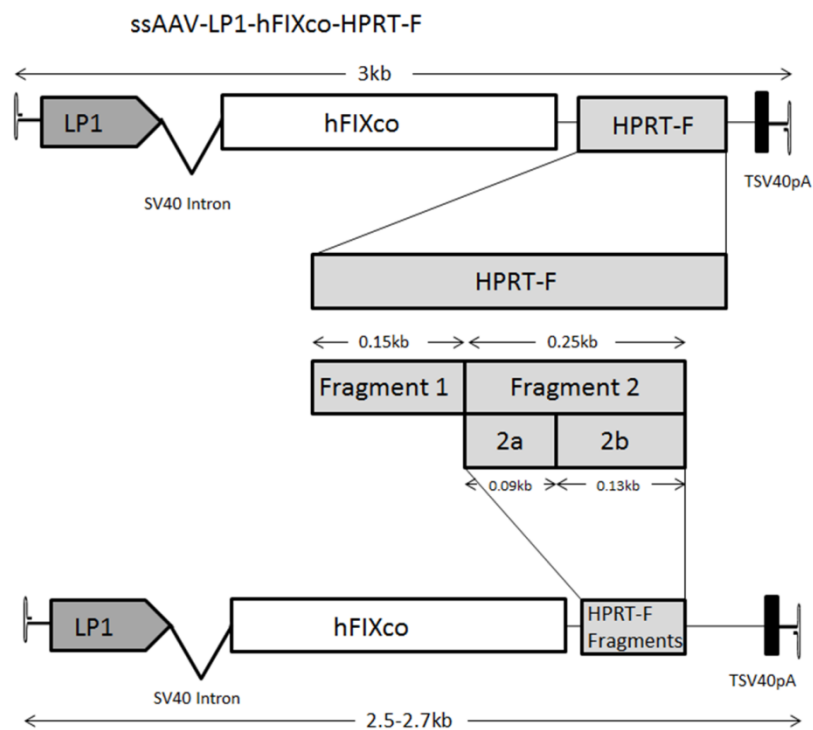 ssAAV-LP1-hFIXco-HPRT-F
3kb
LP1
hFIXco
HPRT-F
SV40 Intron
TSV40pA
HPRT-F
0.15kb
0.25kb
Fragment 1
Fragment 2
2a
2b
0.09kb
0.13kb
LP1
hFIXco
HPRT-F
Fragments
SV40 Intron
TSV40pA
2.5-2.7kb